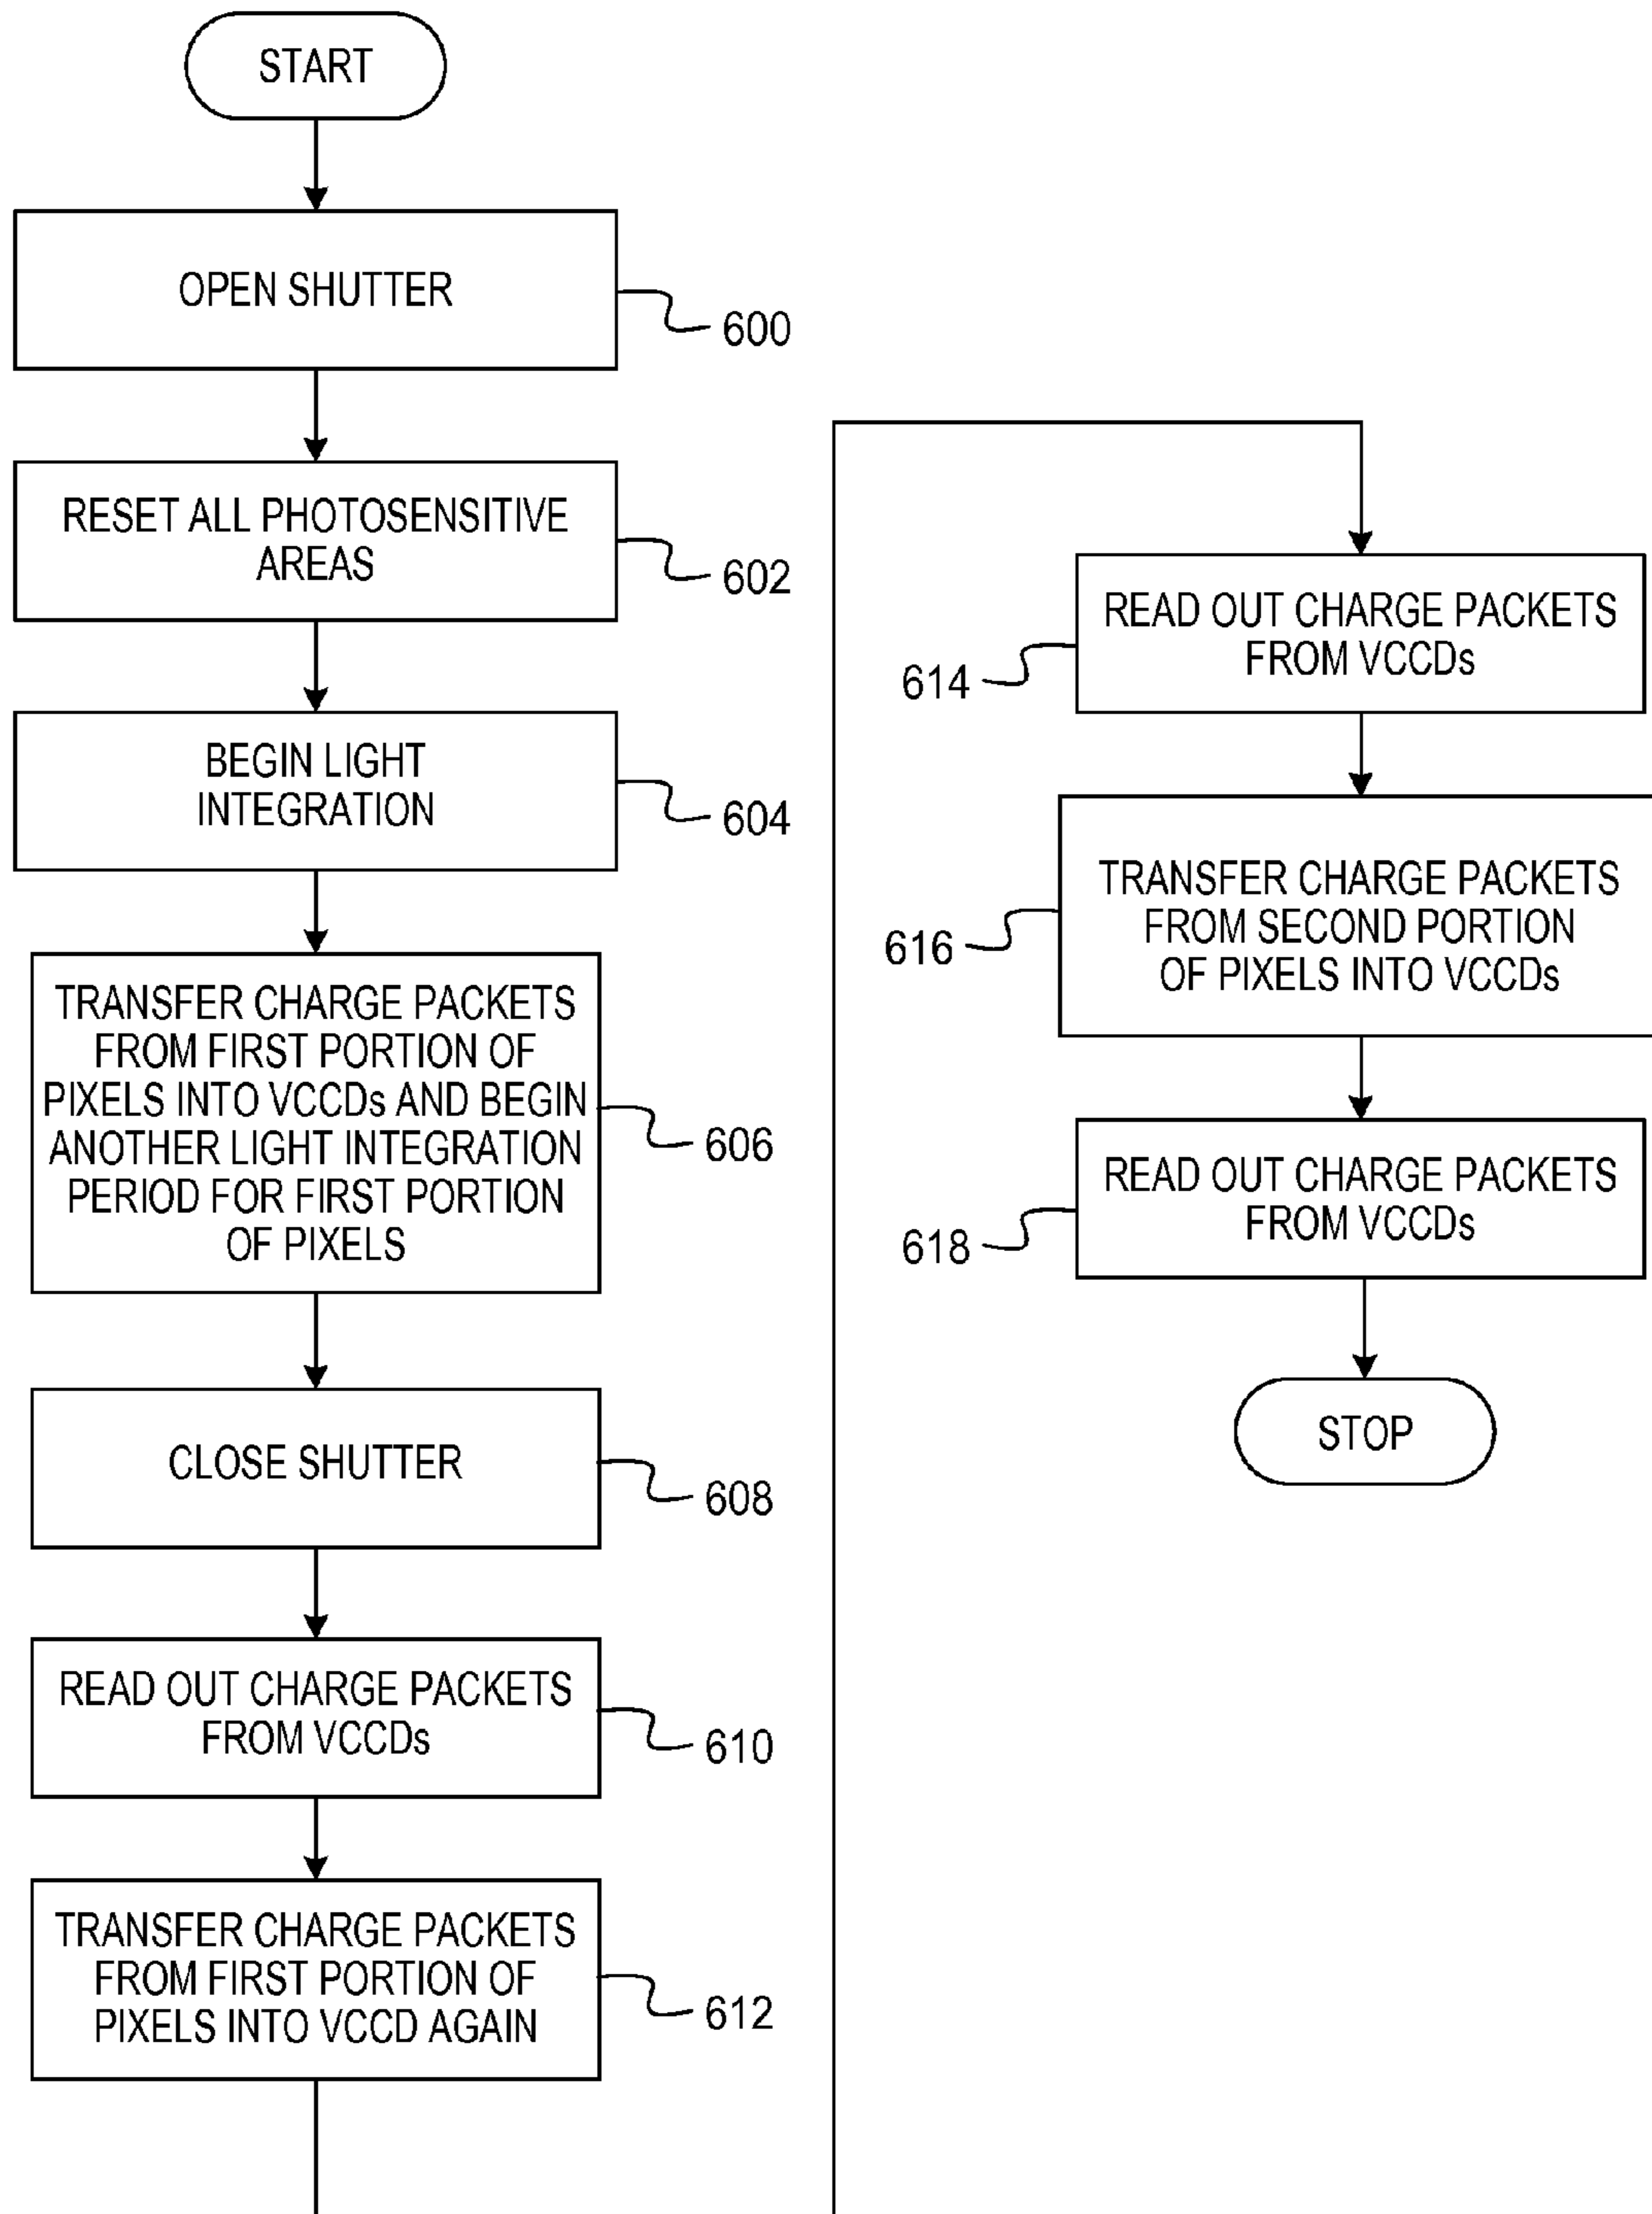 START
OPEN SHUTTER
600
RESET ALL PHOTOSENSITIVE
AREAS
602
BEGIN LIGHT
INTEGRATION
604
TRANSFER CHARGE PACKETS
FROM FIRST PORTION OF
PIXELS INTO VCCDs AND BEGIN
ANOTHER LIGHT INTEGRATION
PERIOD FOR FIRST PORTION
OF PIXELS
606
CLOSE SHUTTER
608
READ OUT CHARGE PACKETS
FROM VCCDs
610
TRANSFER CHARGE PACKETS
FROM FIRST PORTION OF
PIXELS INTO VCCD AGAIN
612
READ OUT CHARGE PACKETS
FROM VCCDs
614
TRANSFER CHARGE PACKETS
FROM SECOND PORTION
OF PIXELS INTO VCCDs
616
READ OUT CHARGE PACKETS
FROM VCCDs
618
STOP